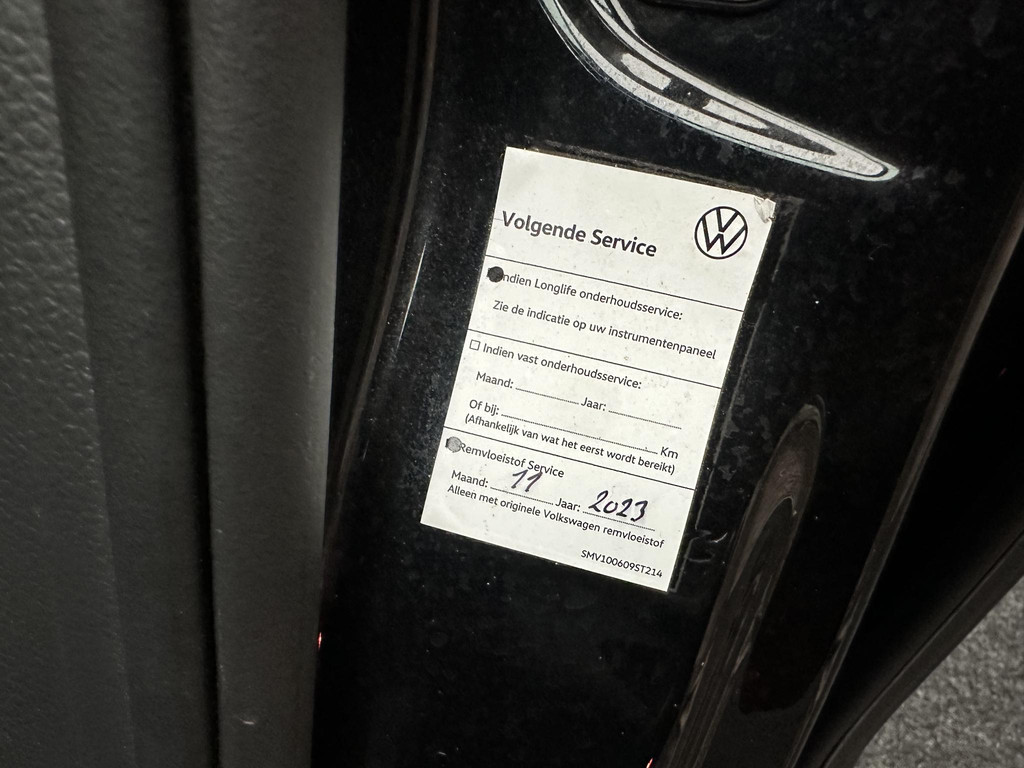 Volgende Service
Indien Longlife onderhoudsservice:
Zie de indicatie op uw instrumentenpaneel
Indien vast onderhoudsservice:
Maand: Jaar:
Of bij: Km
(Afhankelijk van wat het eerst wordt bereikt)
Remvloeistof Service
Maand: 11 Jaar: 2023
Alleen met originele Volkswagen remvloeistof
SMV100609ST214